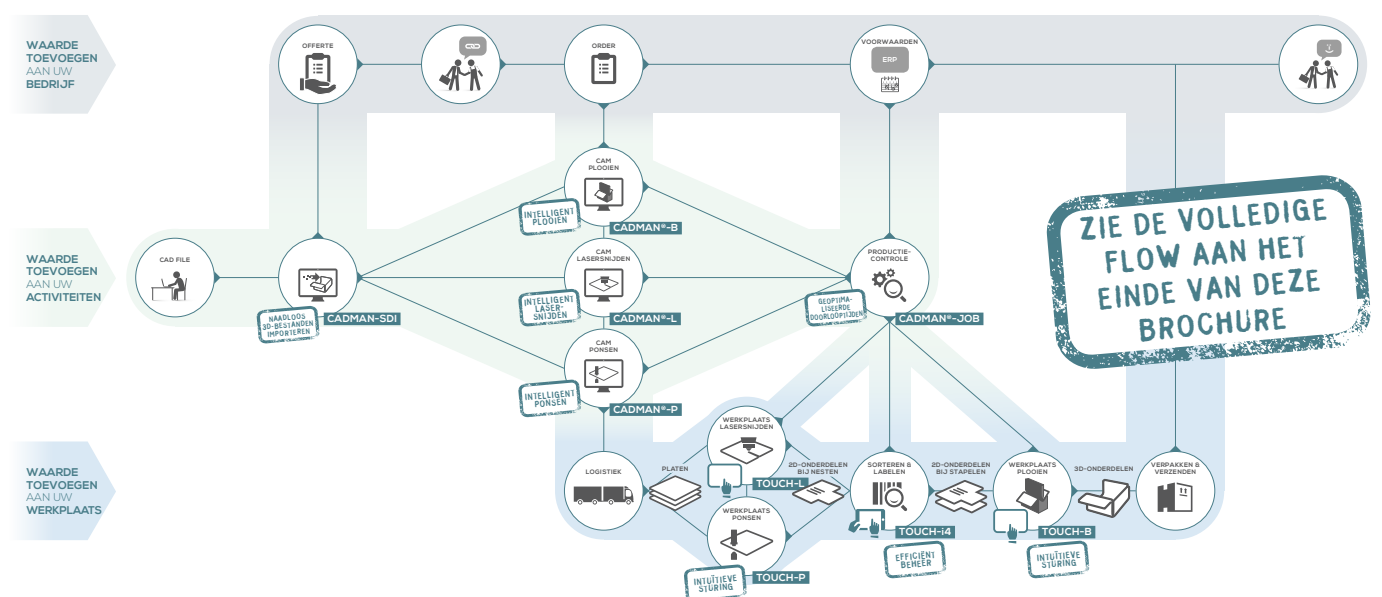 WAARDE
TOEVOEGEN
AAN UW
BEDRIJF
OFFERTE
ORDER
VOORWAARDEN
ERP
CAM
PLOOIEN
INTELLIGENT
PLOOIEN
CADMAN®-B
WAARDE
TOEVOEGEN
AAN UW
ACTIVITEITEN
CAD FILE
NAADLOOS
3D-BESTANDEN
IMPORTEREN
CADMAN-SDI
CAM
LASERSNIJDEN
INTELLIGENT
LASER-
SNIJDEN
CADMAN®-L
PRODUCTIE-
CONTROLE
GEOPTIMA-
LISEERDE
DOORLOOPTIJDEN
CADMAN®-JOB
ZIE DE VOLLEDIGE
FLOW AAN HET
EINDE VAN DEZE
BROCHURE
CAM
PONSEN
INTELLIGENT
PONSEN
CADMAN®-P
WAARDE
TOEVOEGEN
AAN UW
WERKPLAATS
LOGISTIEK
PLATEN
WERKPLAATS
LASERSNIJDEN
TOUCH-L
WERKPLAATS
PONSEN
INTUÏTIEVE
STURING
TOUCH-P
2D-ONDERDELEN
BIJ NESTEN
SORTEREN &
LABELEN
TOUCH-i4
EFFICIËNT
BEHEER
2D-ONDERDELEN
BIJ STAPELEN
WERKPLAATS
PLOOIEN
TOUCH-B
INTUÏTIEVE
STURING
3D-ONDERDELEN
VERPAKKEN &
VERZENDEN